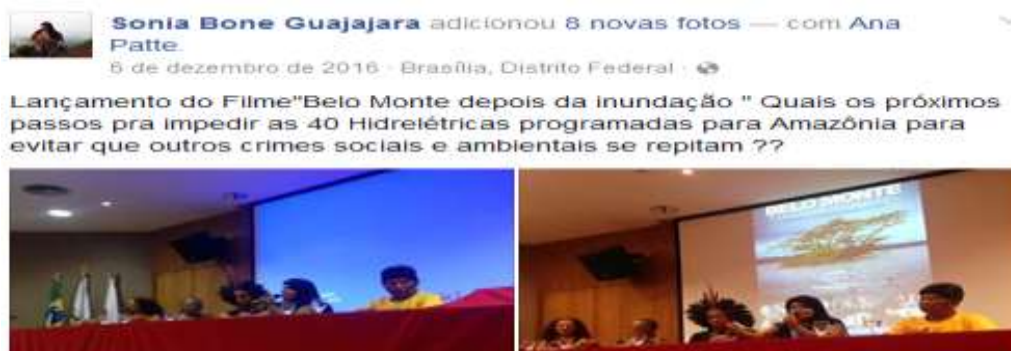 Sonia Bone Guajajara adicionou 8 novas fotos — com Ana
Patte.
6 de dezembro de 2016 · Brasília, Distrito Federal ·
Lançamento do Filme"Belo Monte depois da inundação " Quais os próximos
passos pra impedir as 40 Hidrelétricas programadas para Amazônia para
evitar que outros crimes sociais e ambientais se repitam ??
BELO MONTE